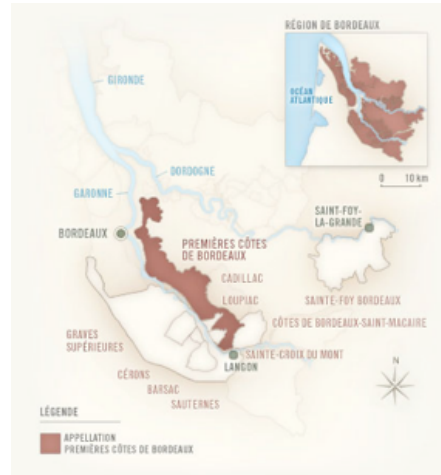 RÉGION DE BORDEAUX
OCÉAN
ATLANTIQUE
0 10 km
GIRONDE
DORDOGNE
GARONNE
BORDEAUX
SAINT-FOY-
LA-GRANDE
PREMIÈRES CÔTES
DE BORDEAUX
CADILLAC
LOUPIAC
SAINTE-FOY BORDEAUX
CÔTES DE BORDEAUX-SAINT-MACAIRE
GRAVES
SUPÉRIEURES
SAINTE-CROIX DU MONT
LANGON
CÉRONS
BARSAC
SAUTERNES
N
LÉGENDE
APPELLATION
PREMIÈRES CÔTES DE BORDEAUX